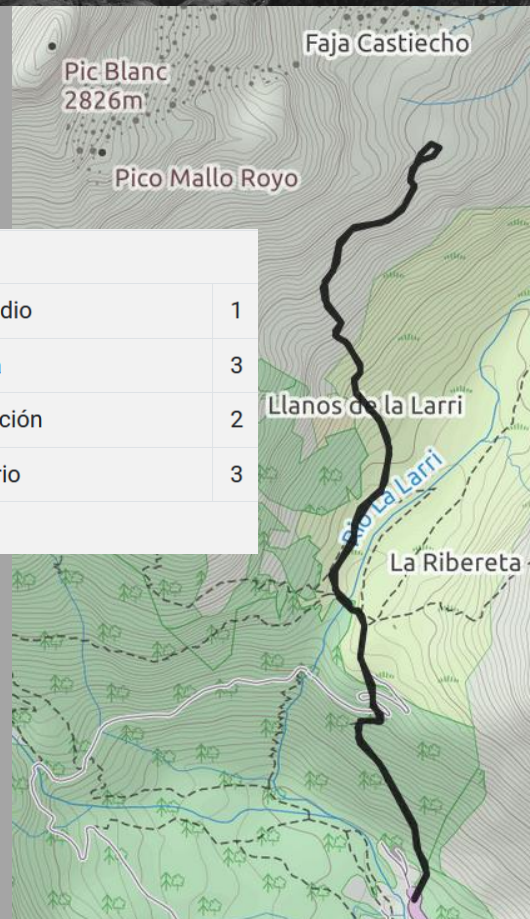 Faja Castiecho
Pic Blanc
2826m
Pico Mallo Royo
dio 1
3
ción 2
rio 3
Llanos de la Larri
Río La Larri
La Ribereta